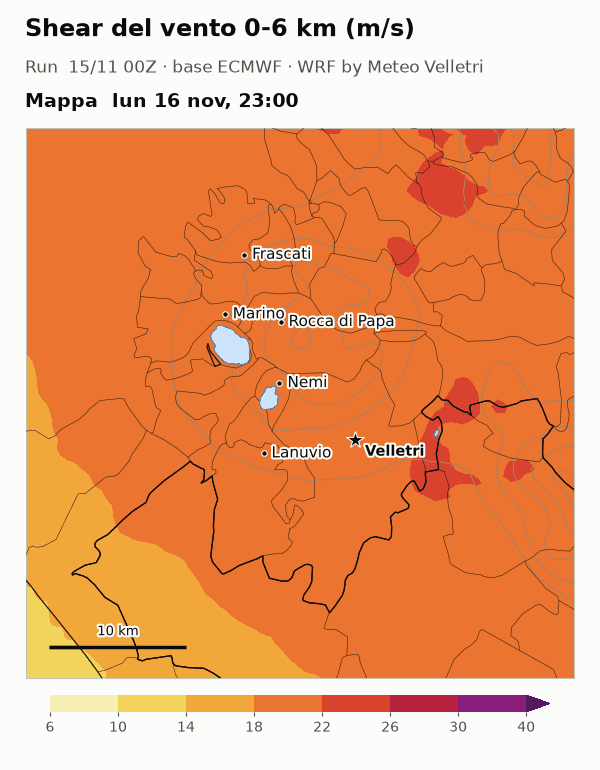 Shear del vento 0-6 km (m/s)
Run 15/11 00Z · base ECMWF · WRF by Meteo Velletri
Mappa lun 16 nov, 23:00
Frascati
Marino
Rocca di Papa
Nemi
Velletri
Lanuvio
10 km
6 10 14 18 22 26 30 40